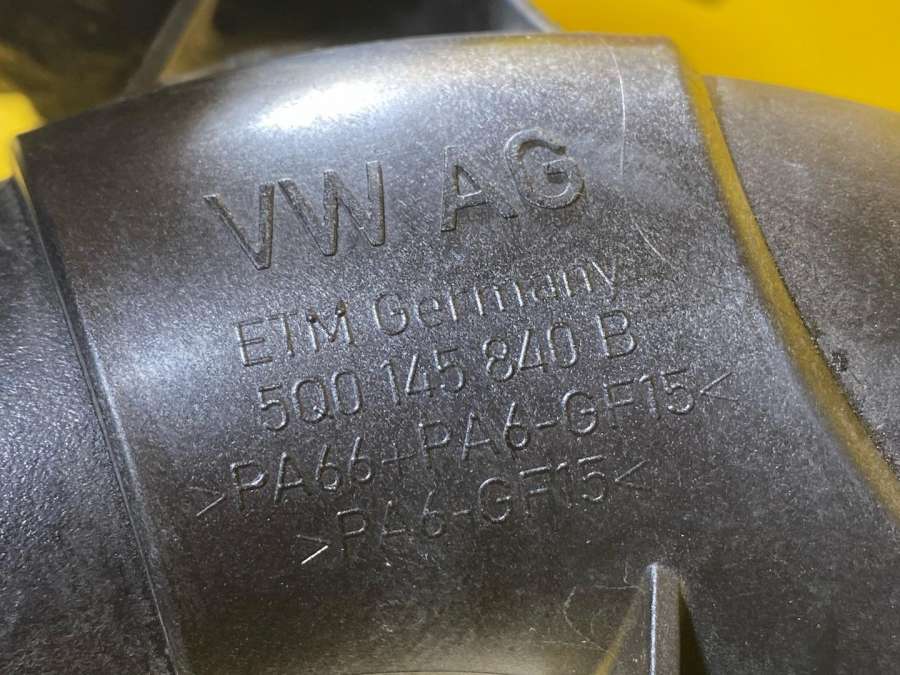 VW AG
ETM Germany
5Q0 145 840 B
>PA66+PA6-GF15<
>PA6-GF15<